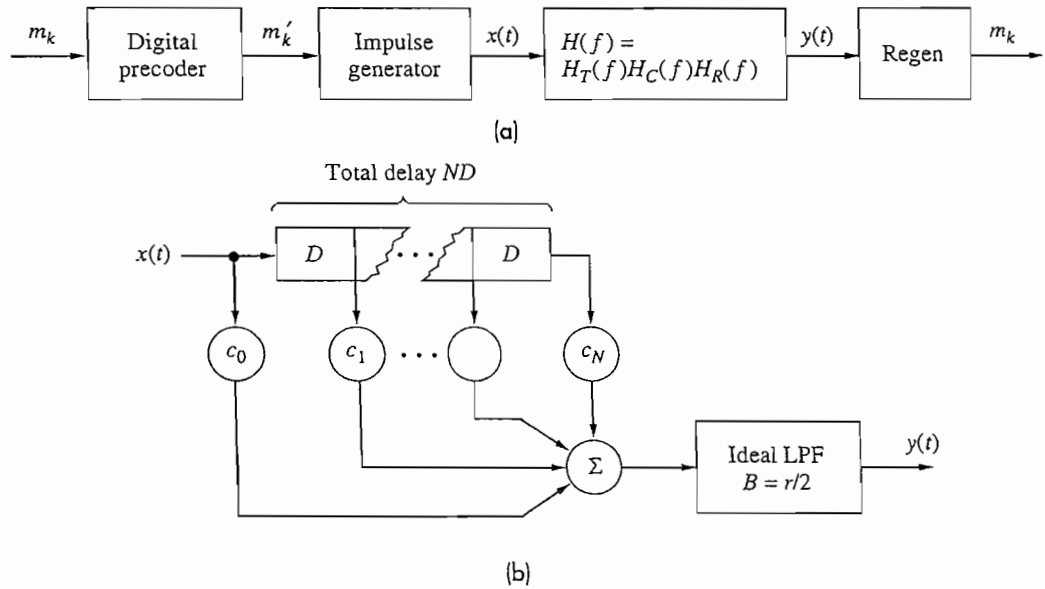 m_k
Digital
precoder
m'_k
Impulse
generator
x(t)
H(f) =
H_T(f)H_C(f)H_R(f)
y(t)
Regen
m_k
(a)
Total delay ND
x(t)
D
···
D
c_0
c_1
···
c_N
Σ
Ideal LPF
B = r/2
y(t)
(b)